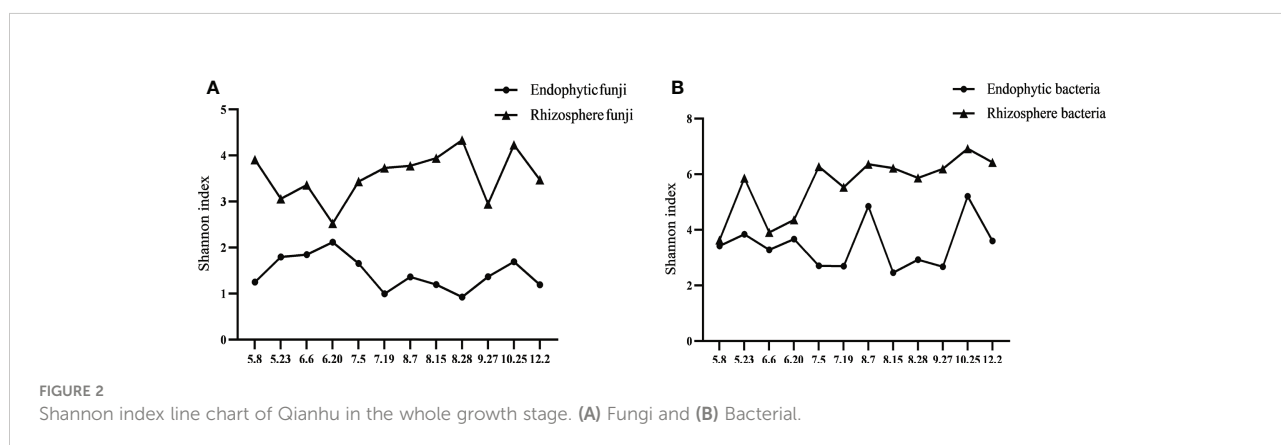 A
Endophytic funji
Rhizosphere funji
5
4
3
2
1
0
Shannon index
5.8 5.23 6.6 6.20 7.5 7.19 8.7 8.15 8.28 9.27 10.25 12.2
B
Endophytic bacteria
Rhizosphere bacteria
8
6
4
2
0
Shannon index
5.8 5.23 6.6 6.20 7.5 7.19 8.7 8.15 8.28 9.27 10.25 12.2
FIGURE 2
Shannon index line chart of Qianhu in the whole growth stage. (A) Fungi and (B) Bacterial.